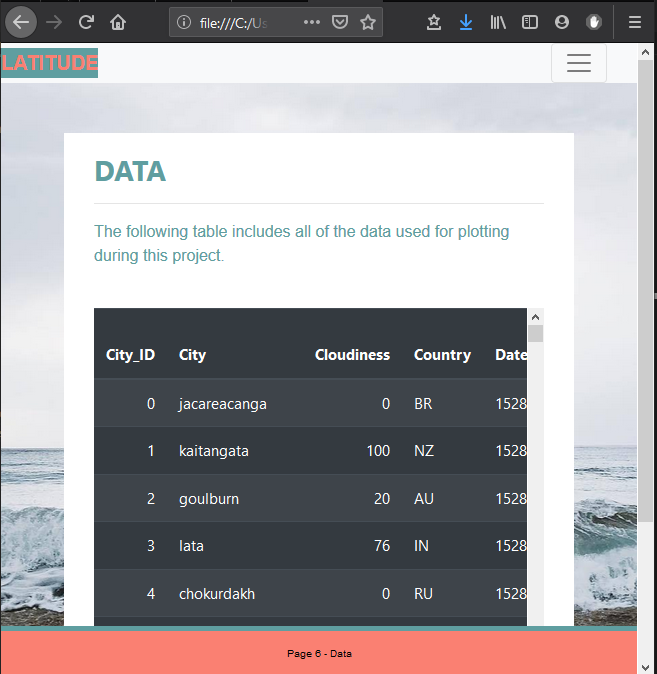 file:///C:/Us
LATITUDE
DATA
The following table includes all of the data used for plotting
during this project.
City_ID City Cloudiness Country Date
0 jacareacanga 0 BR 1528
1 kaitangata 100 NZ 1528
2 goulburn 20 AU 1528
3 lata 76 IN 1528
4 chokurdakh 0 RU 1528
Page 6 - Data